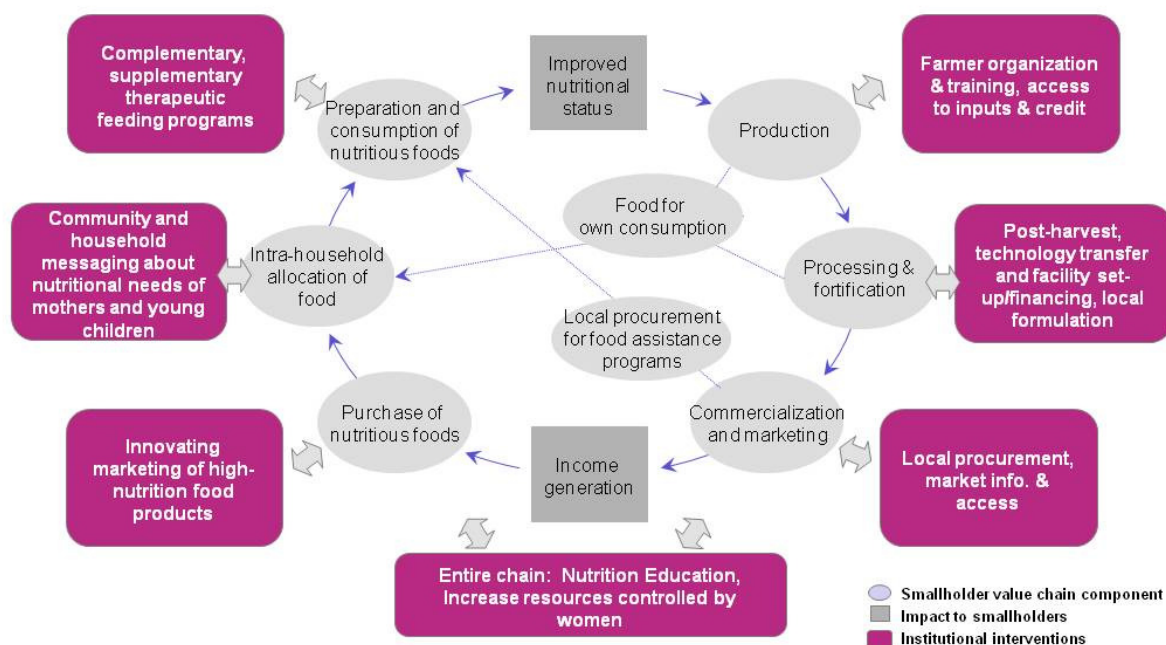 Complementary,
supplementary
therapeutic
feeding programs
Improved
nutritional
status
Farmer organization
& training, access
to inputs & credit
Preparation and
consumption of
nutritious foods
Production
Food for
own consumption
Community and
household
messaging about
nutritional needs of
mothers and young
children
Intra-household
allocation of
food
Processing &
fortification
Post-harvest,
technology transfer
and facility set-
up/financing, local
formulation
Local procurement
for food assistance
programs
Purchase of
nutritious foods
Commercialization
and marketing
Innovating
marketing of high-
nutrition food
products
Income
generation
Local procurement,
market info. &
access
Entire chain: Nutrition Education,
Increase resources controlled by
women
Smallholder value chain component
Impact to smallholders
Institutional interventions